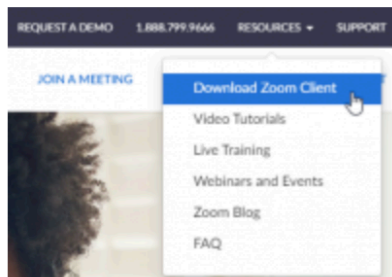 REQUEST A DEMO 1.888.799.9666 RESOURCES SUPPORT
JOIN A MEETING
Download Zoom Client
Video Tutorials
Live Training
Webinars and Events
Zoom Blog
FAQ